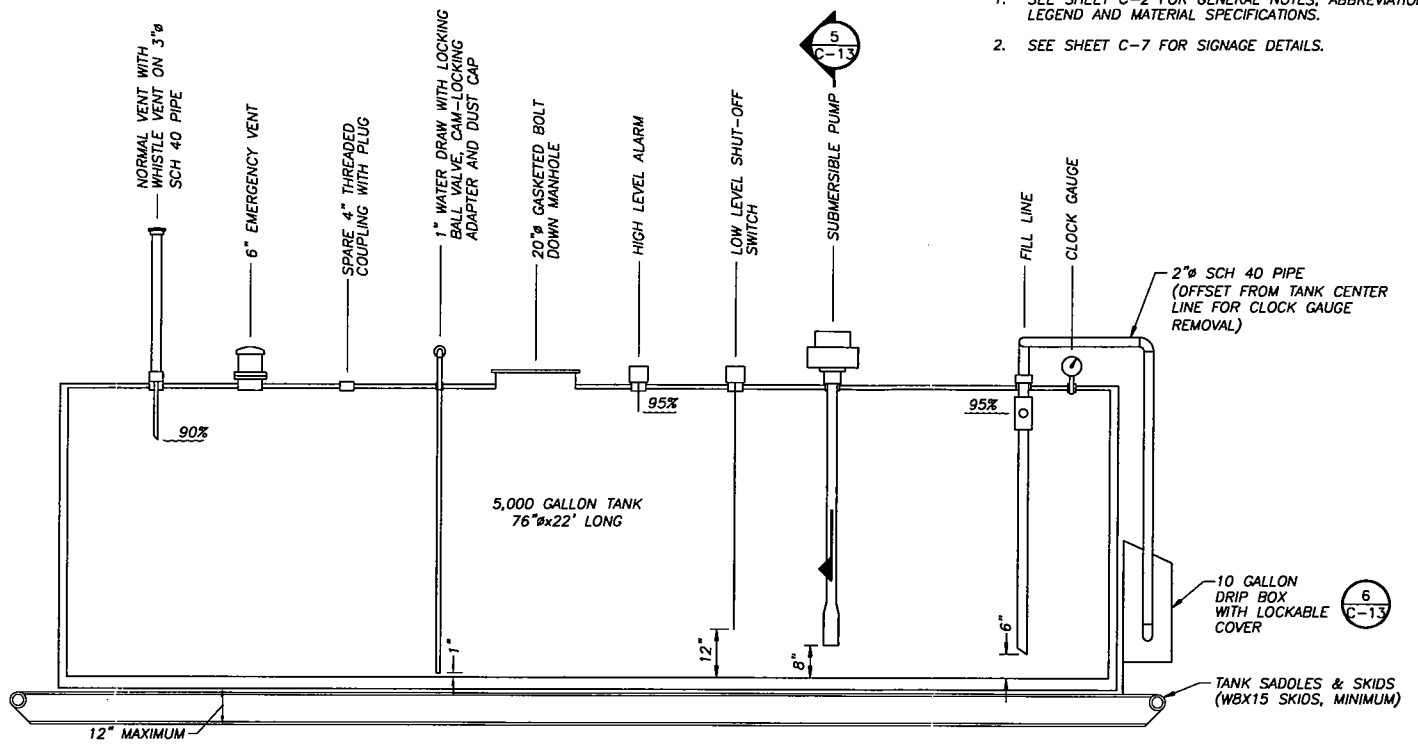 1. SEE SHEET C-2 FOR GENERAL NOTES, ABBREVIATION
LEGEND AND MATERIAL SPECIFICATIONS.
2. SEE SHEET C-7 FOR SIGNAGE DETAILS.
5
C-13
NORMAL VENT WITH
WHISTLE VENT ON 3"ø
SCH 40 PIPE
6" EMERGENCY VENT
SPARE 4" THREADED
COUPLING WITH PLUG
1" WATER DRAW WITH LOCKING
BALL VALVE, CAM-LOCKING
ADAPTER AND DUST CAP
20"ø GASKETED BOLT
DOWN MANHOLE
HIGH LEVEL ALARM
LOW LEVEL SHUT-OFF
SWITCH
SUBMERSIBLE PUMP
FILL LINE
CLOCK GAUGE
2"ø SCH 40 PIPE
(OFFSET FROM TANK CENTER
LINE FOR CLOCK GAUGE
REMOVAL)
90%
95%
95%
5,000 GALLON TANK
76"øx22' LONG
10 GALLON
DRIP BOX
WITH LOCKABLE
COVER
6
C-13
1"
12"
8"
6"
TANK SADDLES & SKIDS
(W8X15 SKIDS, MINIMUM)
12" MAXIMUM